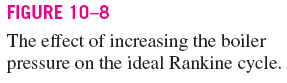 FIGURE 10–8
The effect of increasing the boiler
pressure on the ideal Rankine cycle.